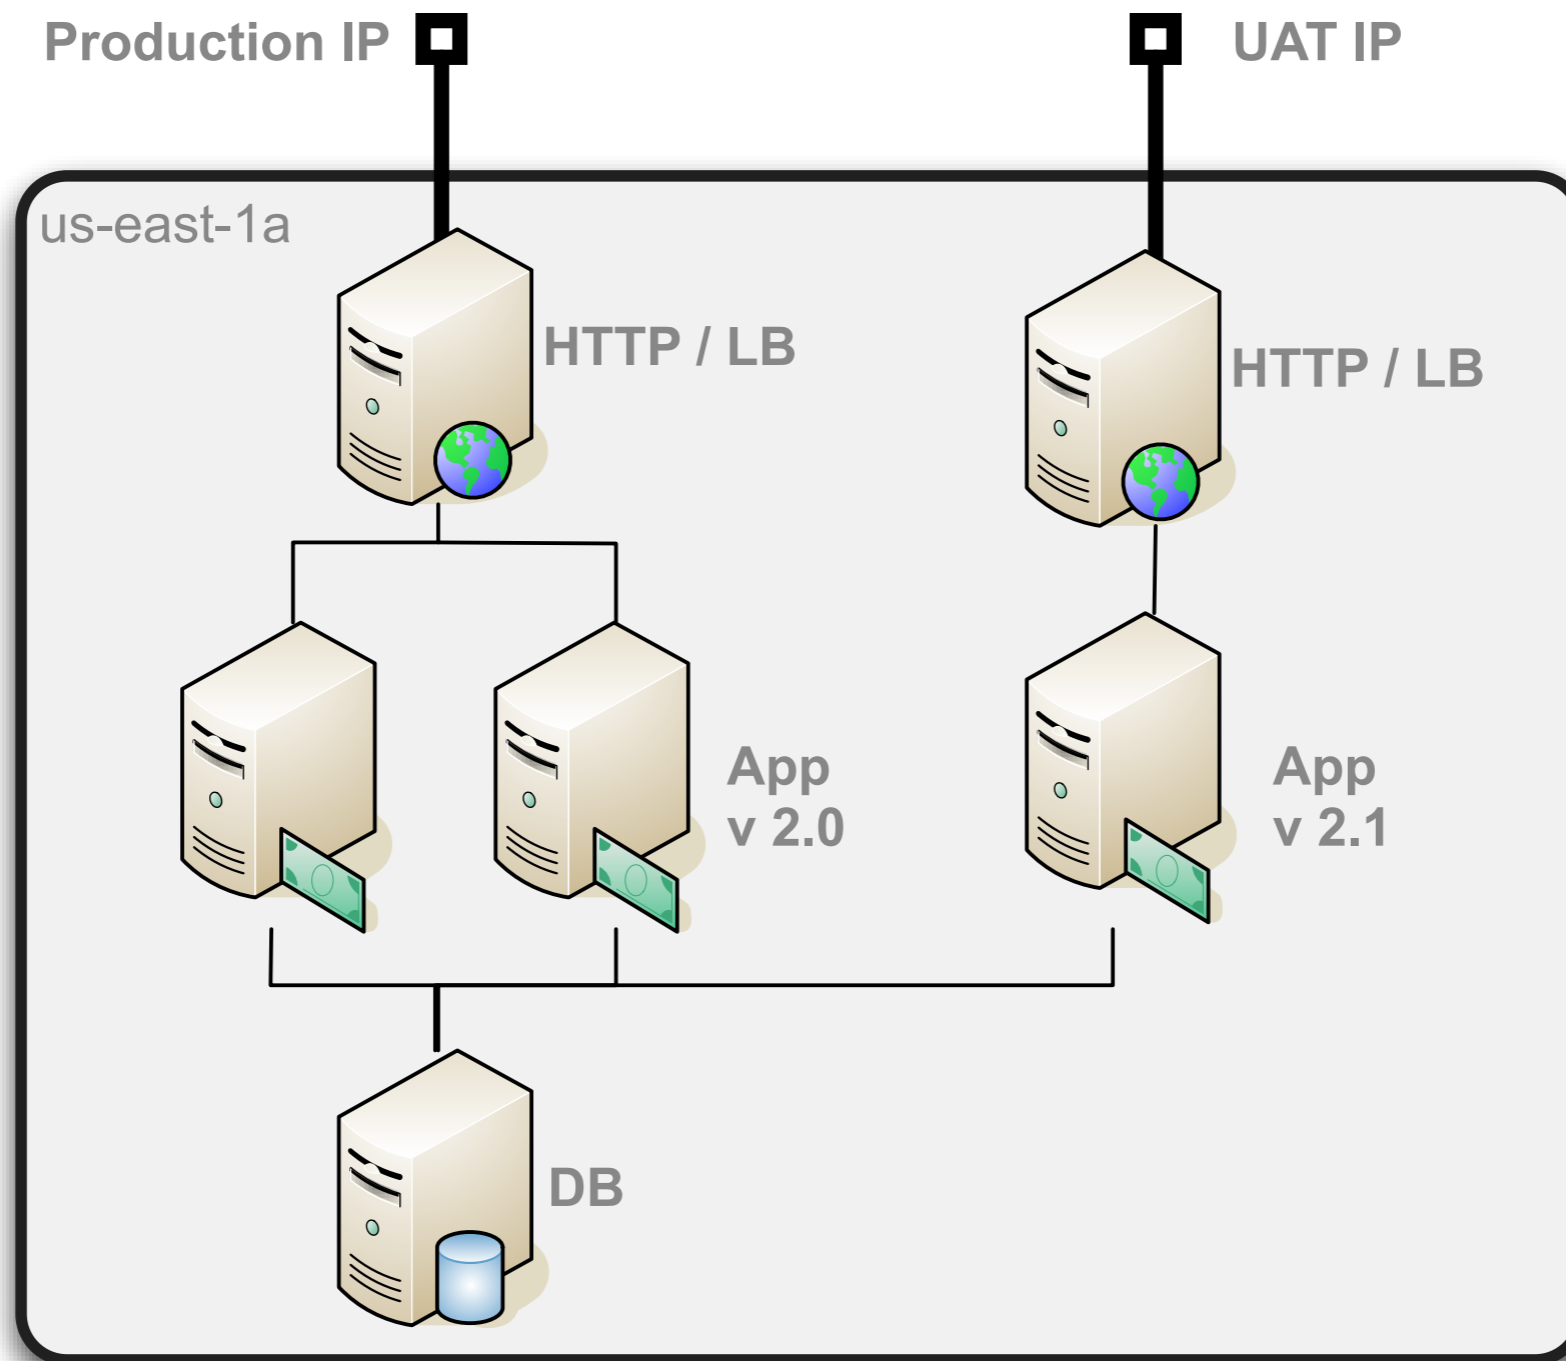 Production IP
UAT IP
us-east-1a
HTTP / LB
HTTP / LB
App
v 2.0
App
v 2.1
DB